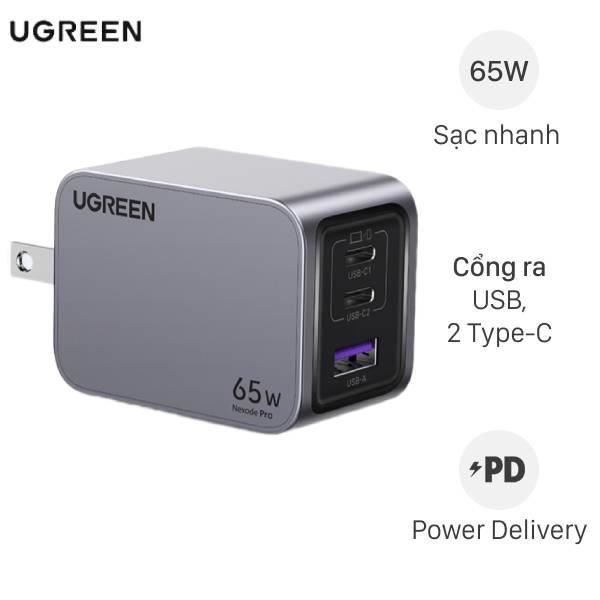 UGREEN
65W
Sạc nhanh
UGREEN
USB-C1
USB-C2
USB-A
65W
Nexode Pro
Cổng ra
USB,
2 Type-C
PD
Power Delivery